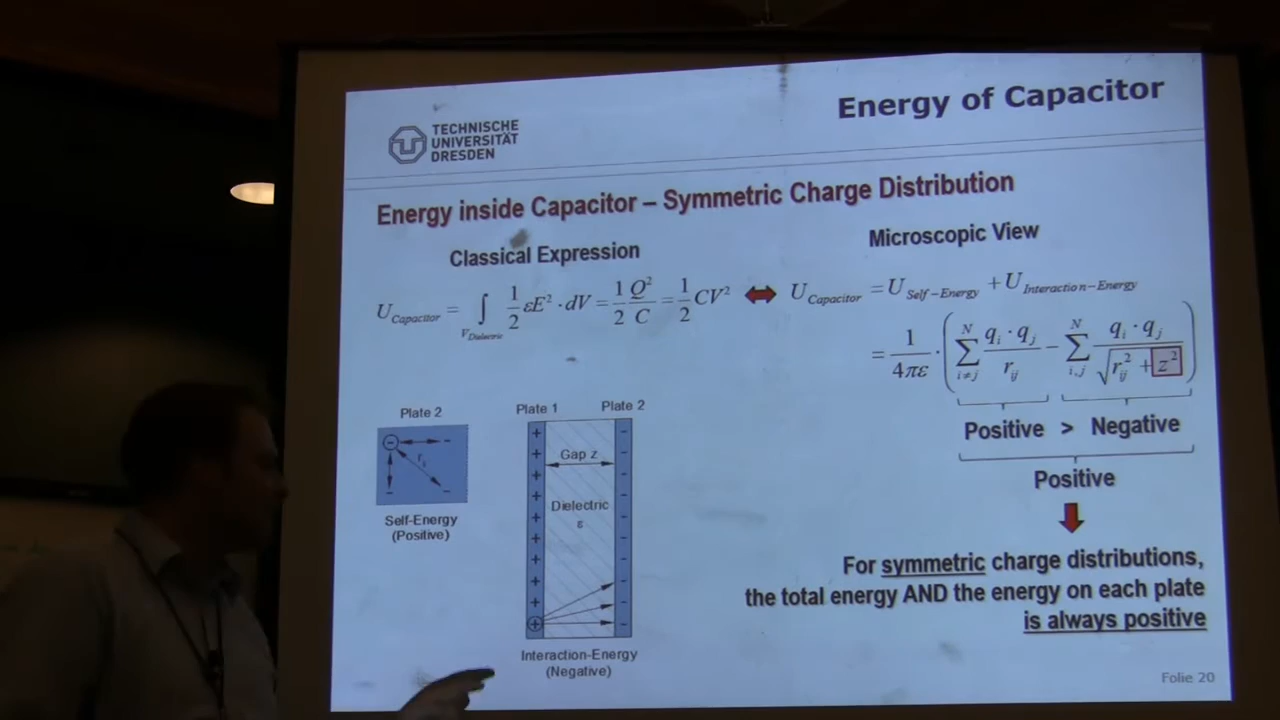 Energy of Capacitor
TECHNISCHE
UNIVERSITÄT
DRESDEN
Energy inside Capacitor – Symmetric Charge Distribution
Classical Expression
U_Capacitor = ∫_{V_Dielectric} 1/2 εE² · dV = 1/2 Q²/C = 1/2 CV²
Microscopic View
U_Capacitor = U_Self-Energy + U_Interaction-Energy
= 1/4πε · ( Σ_{i≠j}^{N} q_i · q_j / r_ij − Σ_{i,j}^{N} q_i · q_j / √(r_ij² + z²) )
Positive > Negative
Positive
For symmetric charge distributions,
the total energy AND the energy on each plate
is always positive
Plate 2
r_ij
Self-Energy
(Positive)
Plate 1 Plate 2
Gap z
Dielectric
ε
Interaction-Energy
(Negative)
Folie 20